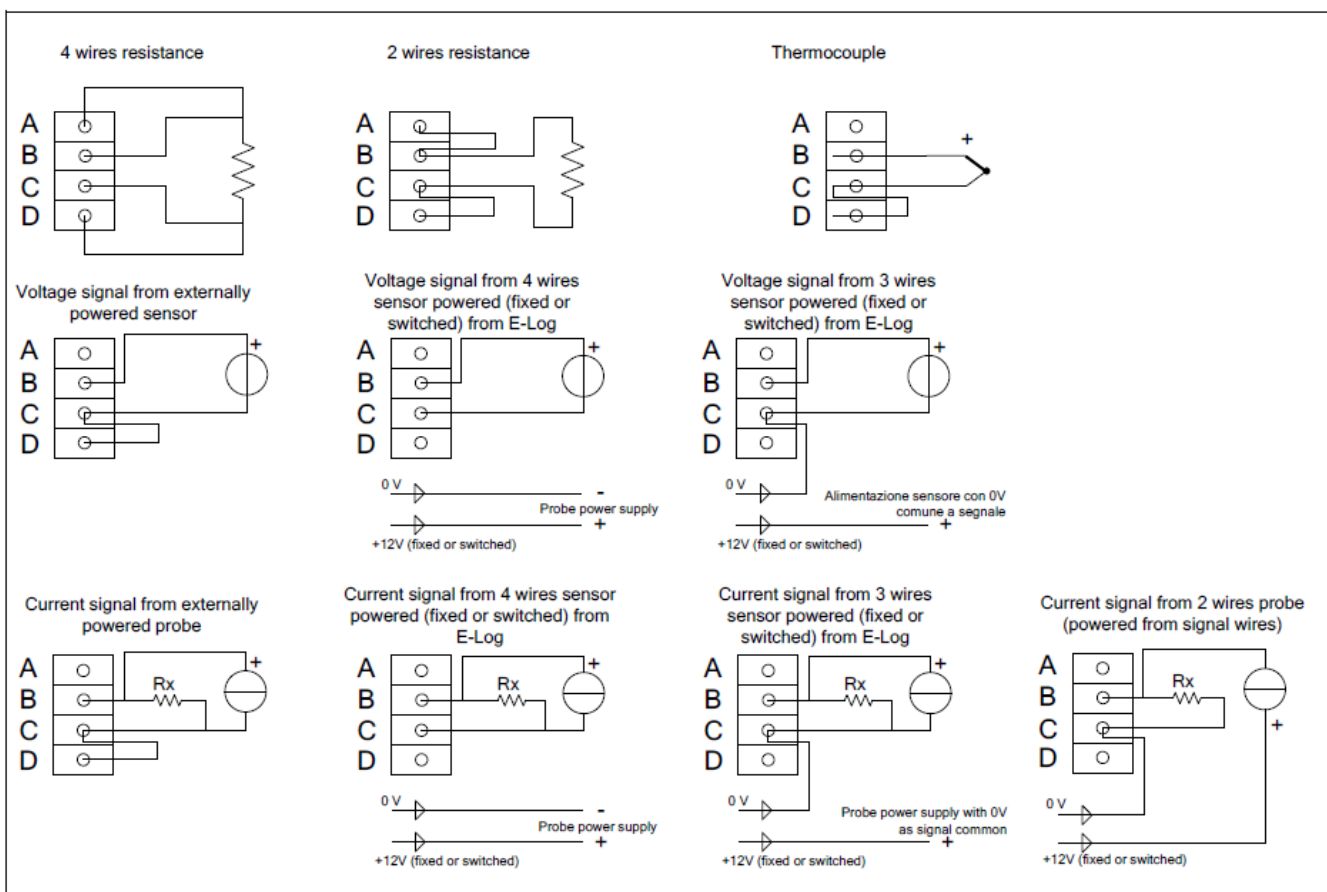 4 wires resistance
A
B
C
D
2 wires resistance
A
B
C
D
Thermocouple
A
B
C
D
+
Voltage signal from externally
powered sensor
A
B
C
D
+
Voltage signal from 4 wires
sensor powered (fixed or
switched) from E-Log
A
B
C
D
+
0 V
-
Probe power supply
+
+12V (fixed or switched)
Voltage signal from 3 wires
sensor powered (fixed or
switched) from E-Log
A
B
C
D
+
0 V
Alimentazione sensore con 0V
comune a segnale
+
+12V (fixed or switched)
Current signal from externally
powered probe
A
B
C
D
Rx
+
Current signal from 4 wires sensor
powered (fixed or switched) from
E-Log
A
B
C
D
Rx
+
0 V
-
Probe power supply
+
+12V (fixed or switched)
Current signal from 3 wires
sensor powered (fixed or
switched) from E-Log
A
B
C
D
Rx
+
0 V
Probe power supply with 0V
as signal common
+
+12V (fixed or switched)
Current signal from 2 wires probe
(powered from signal wires)
A
B
C
D
Rx
+
0 V
+12V (fixed or switched)